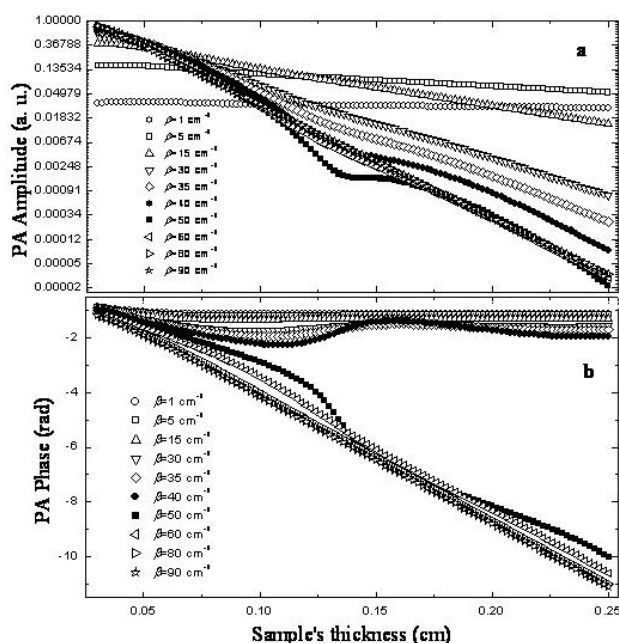 1.00000
0.36788
0.13534
0.04979
0.01832
0.00674
0.00248
0.00091
0.00034
0.00012
0.00005
0.00002
PA Amplitude (a. u.)
a
β=1 cm⁻¹
β=5 cm⁻¹
β=15 cm⁻¹
β=30 cm⁻¹
β=35 cm⁻¹
β=40 cm⁻¹
β=50 cm⁻¹
β=60 cm⁻¹
β=80 cm⁻¹
β=90 cm⁻¹
-2
-4
-6
-8
-10
PA Phase (rad)
b
β=1 cm⁻¹
β=5 cm⁻¹
β=15 cm⁻¹
β=30 cm⁻¹
β=35 cm⁻¹
β=40 cm⁻¹
β=50 cm⁻¹
β=60 cm⁻¹
β=80 cm⁻¹
β=90 cm⁻¹
0.05 0.10 0.15 0.20 0.25
Sample's thickness (cm)